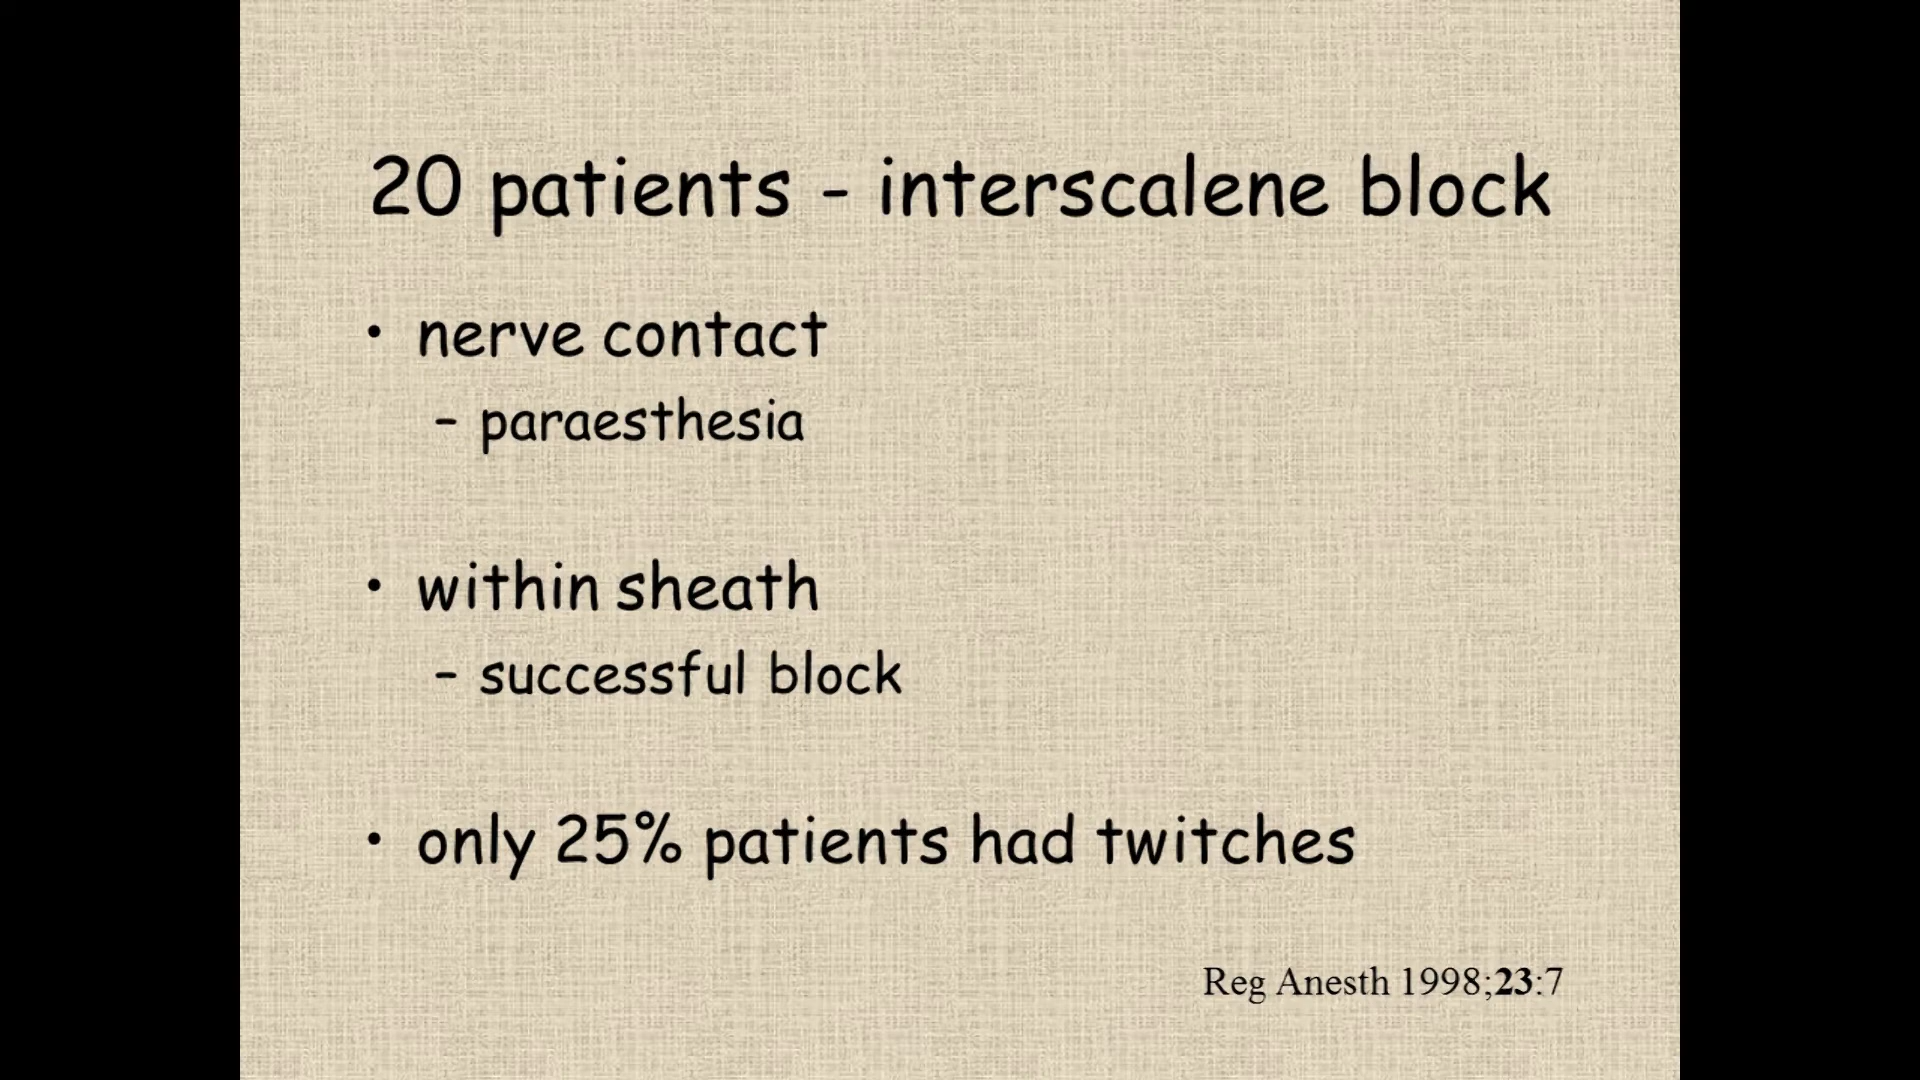 20 patients - interscalene block
• nerve contact
– paraesthesia
• within sheath
– successful block
• only 25% patients had twitches
Reg Anesth 1998;23:7